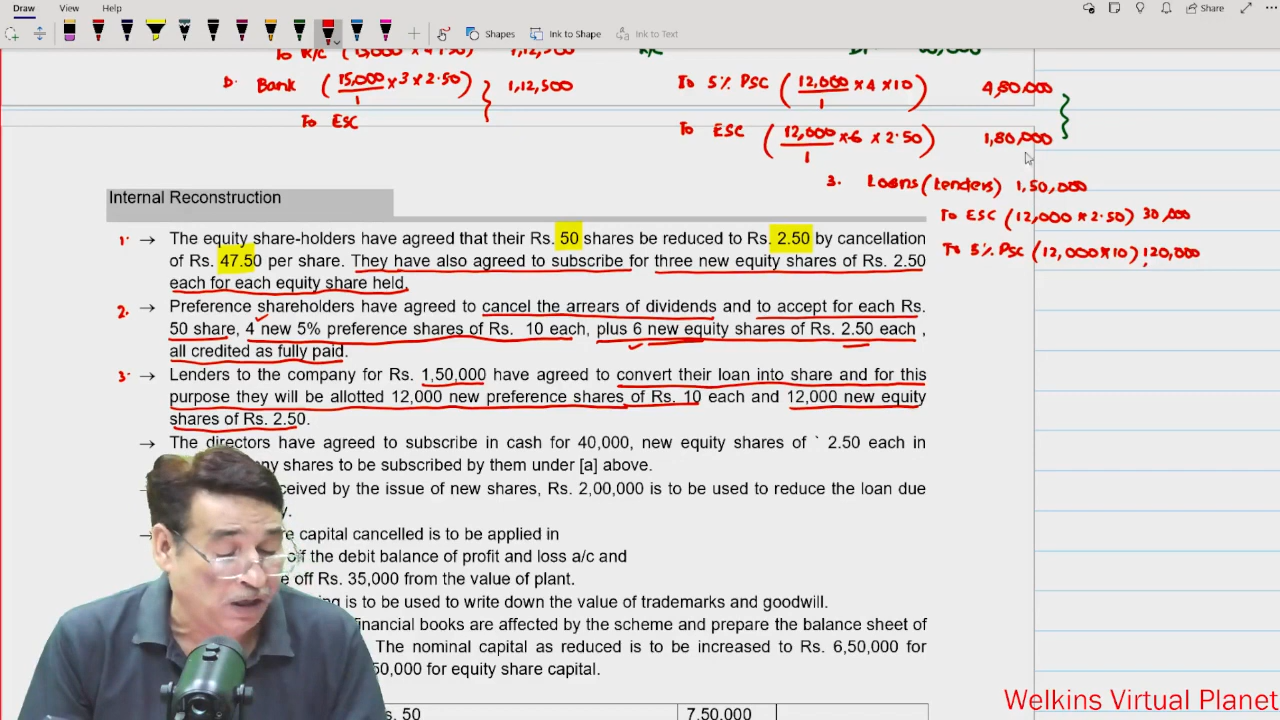 Draw View Help
Share
Shapes Ink to Shape Ink to Text
1,12,500
D. Bank (15,000/1 × 3 × 2.50) 1,12,500
To ESC
To 5% PSC (12,000/1 × 4 × 10) 4,80,000
To ESC (12,000/1 × 6 × 2.50) 1,80,000
3. Loans (Lenders) 1,50,000
To ESC (12,000 × 2.50) 30,000
To 5% PSC (12,000 × 10) 120,000
Internal Reconstruction
1. → The equity share-holders have agreed that their Rs. 50 shares be reduced to Rs. 2.50 by cancellation
of Rs. 47.50 per share. They have also agreed to subscribe for three new equity shares of Rs. 2.50
each for each equity share held.
2. → Preference shareholders have agreed to cancel the arrears of dividends and to accept for each Rs.
50 share, 4 new 5% preference shares of Rs. 10 each, plus 6 new equity shares of Rs. 2.50 each ,
all credited as fully paid.
3. → Lenders to the company for Rs. 1,50,000 have agreed to convert their loan into share and for this
purpose they will be allotted 12,000 new preference shares of Rs. 10 each and 12,000 new equity
shares of Rs. 2.50.
→ The directors have agreed to subscribe in cash for 40,000, new equity shares of ` 2.50 each in
ny shares to be subscribed by them under [a] above.
ceived by the issue of new shares, Rs. 2,00,000 is to be used to reduce the loan due
y.
re capital cancelled is to be applied in
off the debit balance of profit and loss a/c and
e off Rs. 35,000 from the value of plant.
ing is to be used to write down the value of trademarks and goodwill.
financial books are affected by the scheme and prepare the balance sheet of
The nominal capital as reduced is to be increased to Rs. 6,50,000 for
50,000 for equity share capital.
Rs. 50 7,50,000
Welkins Virtual Planet